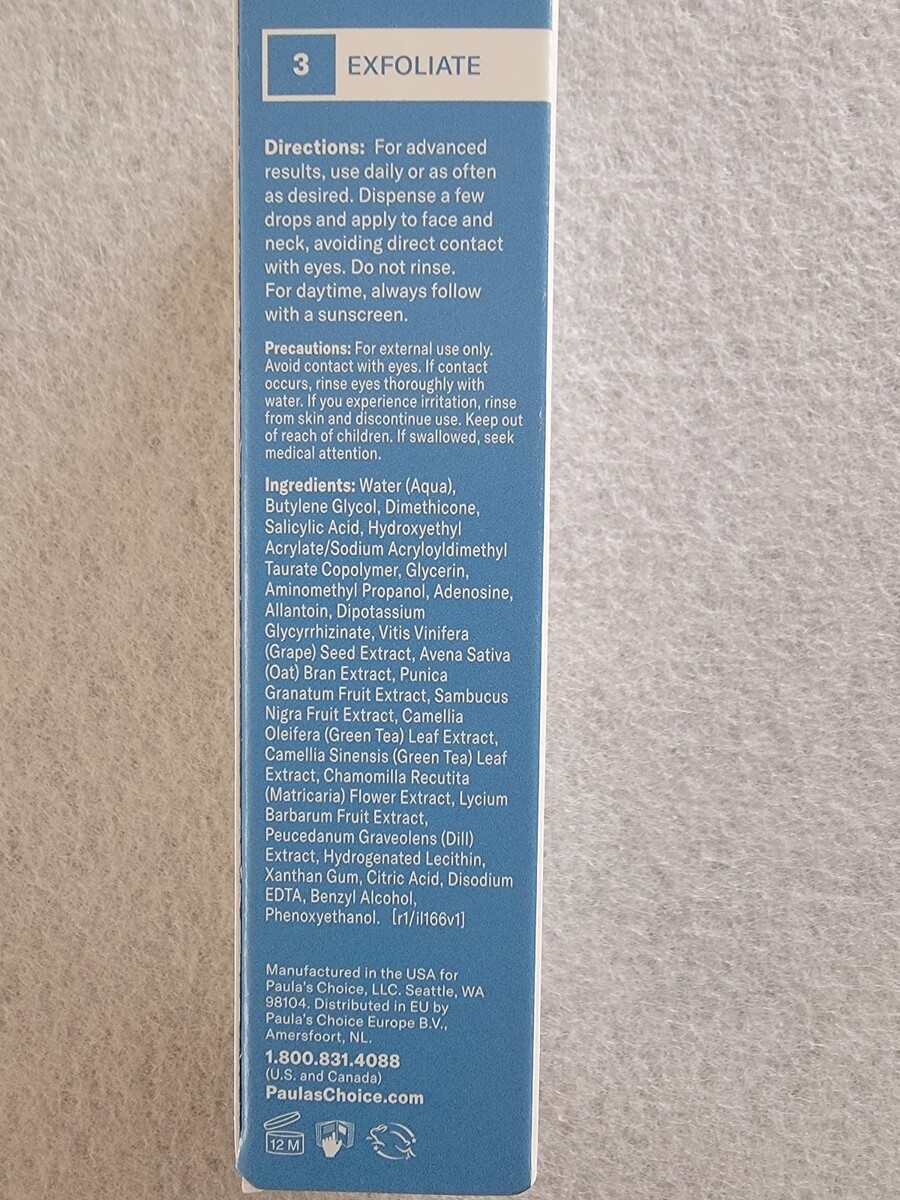 3 EXFOLIATE
Directions: For advanced
results, use daily or as often
as desired. Dispense a few
drops and apply to face and
neck, avoiding direct contact
with eyes. Do not rinse.
For daytime, always follow
with a sunscreen.
Precautions: For external use only.
Avoid contact with eyes. If contact
occurs, rinse eyes thoroughly with
water. If you experience irritation, rinse
from skin and discontinue use. Keep out
of reach of children. If swallowed, seek
medical attention.
Ingredients: Water (Aqua),
Butylene Glycol, Dimethicone,
Salicylic Acid, Hydroxyethyl
Acrylate/Sodium Acryloyldimethyl
Taurate Copolymer, Glycerin,
Aminomethyl Propanol, Adenosine,
Allantoin, Dipotassium
Glycyrrhizinate, Vitis Vinifera
(Grape) Seed Extract, Avena Sativa
(Oat) Bran Extract, Punica
Granatum Fruit Extract, Sambucus
Nigra Fruit Extract, Camellia
Oleifera (Green Tea) Leaf Extract,
Camellia Sinensis (Green Tea) Leaf
Extract, Chamomilla Recutita
(Matricaria) Flower Extract, Lycium
Barbarum Fruit Extract,
Peucedanum Graveolens (Dill)
Extract, Hydrogenated Lecithin,
Xanthan Gum, Citric Acid, Disodium
EDTA, Benzyl Alcohol,
Phenoxyethanol. [r1/il166v1]
Manufactured in the USA for
Paula's Choice, LLC. Seattle, WA
98104. Distributed in EU by
Paula's Choice Europe B.V.,
Amersfoort, NL.
1.800.831.4088
(U.S. and Canada)
PaulasChoice.com
12 M